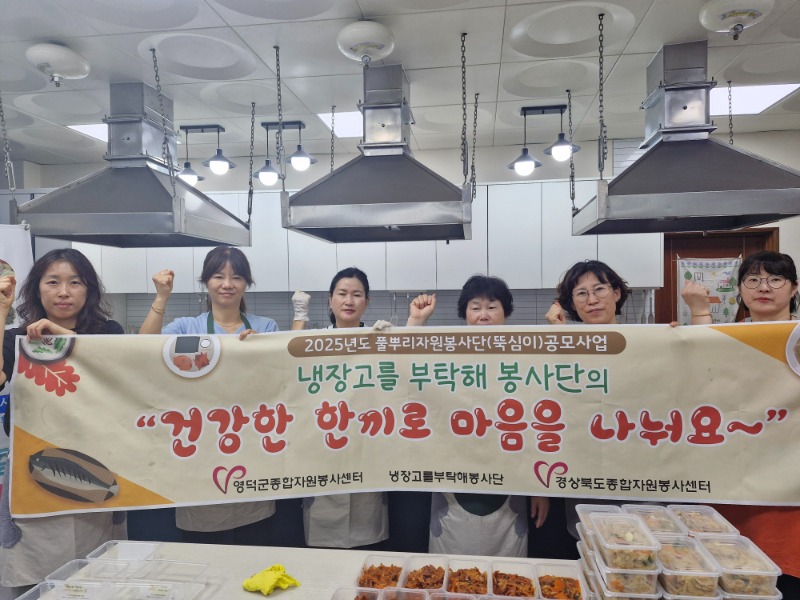 2025년도 풀뿌리자원봉사단(뚝심이)공모사업
냉장고를 부탁해 봉사단의
“건강한 한끼로 마음을 나눠요~”
영덕군종합자원봉사센터 냉장고를부탁해봉사단 경상북도종합자원봉사센터